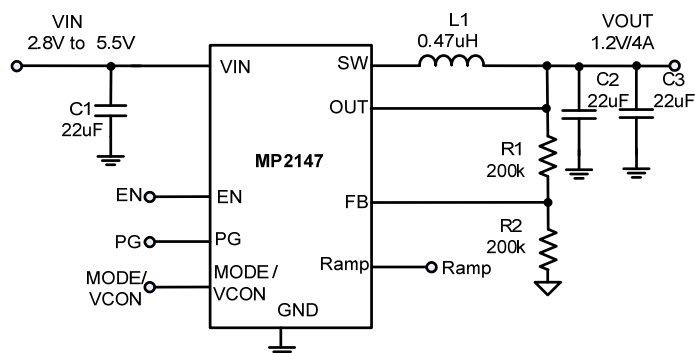 VIN
2.8V to 5.5V
L1
0.47uH
VOUT
1.2V/4A
VIN
SW
C1
22uF
OUT
C2
22uF
C3
22uF
R1
200k
MP2147
EN
EN
FB
PG
PG
R2
200k
MODE/
VCON
MODE/
VCON
Ramp
Ramp
GND